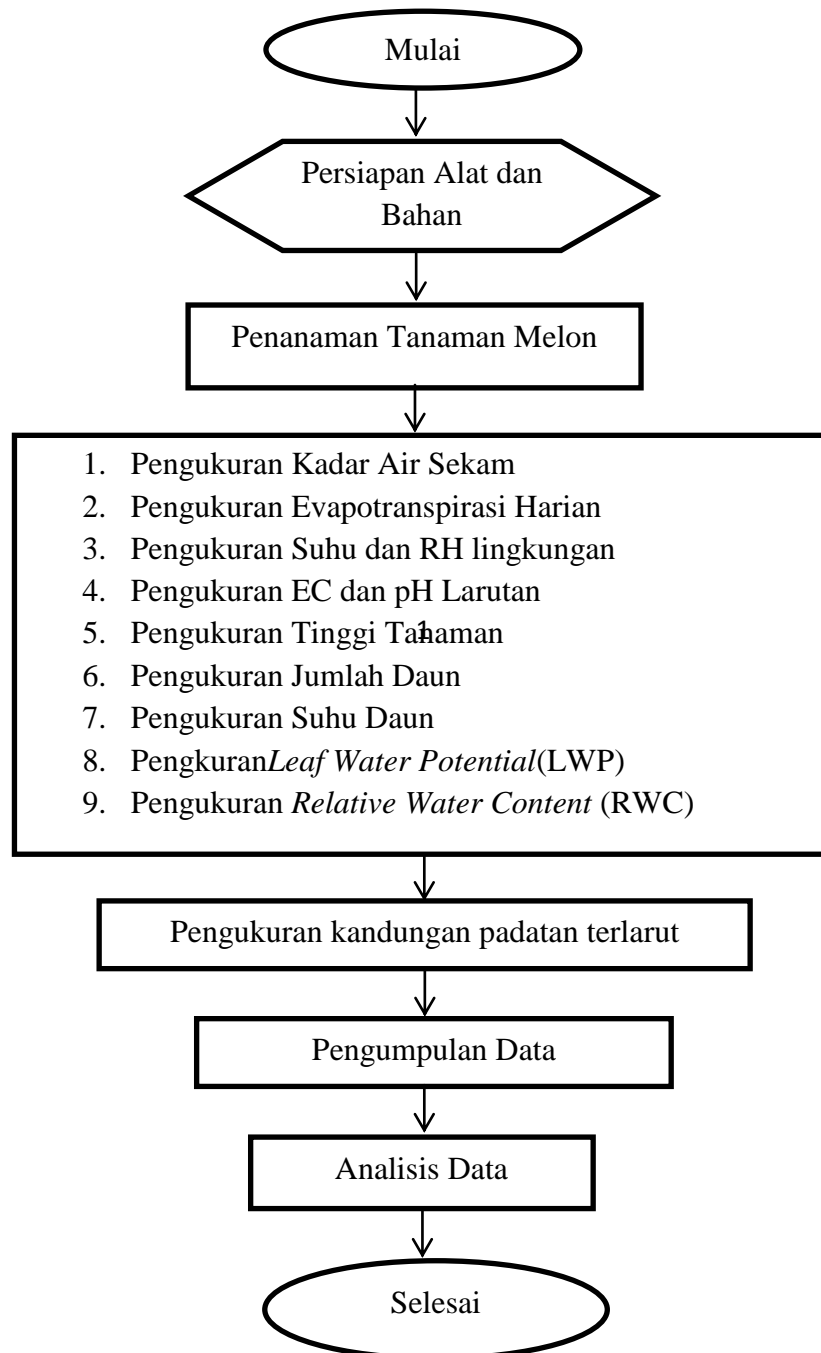 Mulai
Persiapan Alat dan
Bahan
Penanaman Tanaman Melon
1. Pengukuran Kadar Air Sekam
2. Pengukuran Evapotranspirasi Harian
3. Pengukuran Suhu dan RH lingkungan
4. Pengukuran EC dan pH Larutan
5. Pengukuran Tinggi Tanaman
1
6. Pengukuran Jumlah Daun
7. Pengukuran Suhu Daun
8. PengkuranLeaf Water Potential(LWP)
9. Pengukuran Relative Water Content (RWC)
Pengukuran kandungan padatan terlarut
Pengumpulan Data
Analisis Data
Selesai